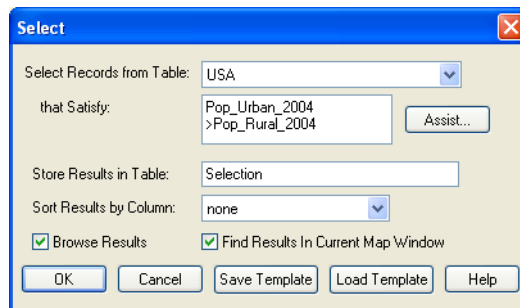 Select
Select Records from Table: USA
that Satisfy: Pop_Urban_2004
>Pop_Rural_2004
Assist...
Store Results in Table: Selection
Sort Results by Column: none
Browse Results Find Results In Current Map Window
OK Cancel Save Template Load Template Help